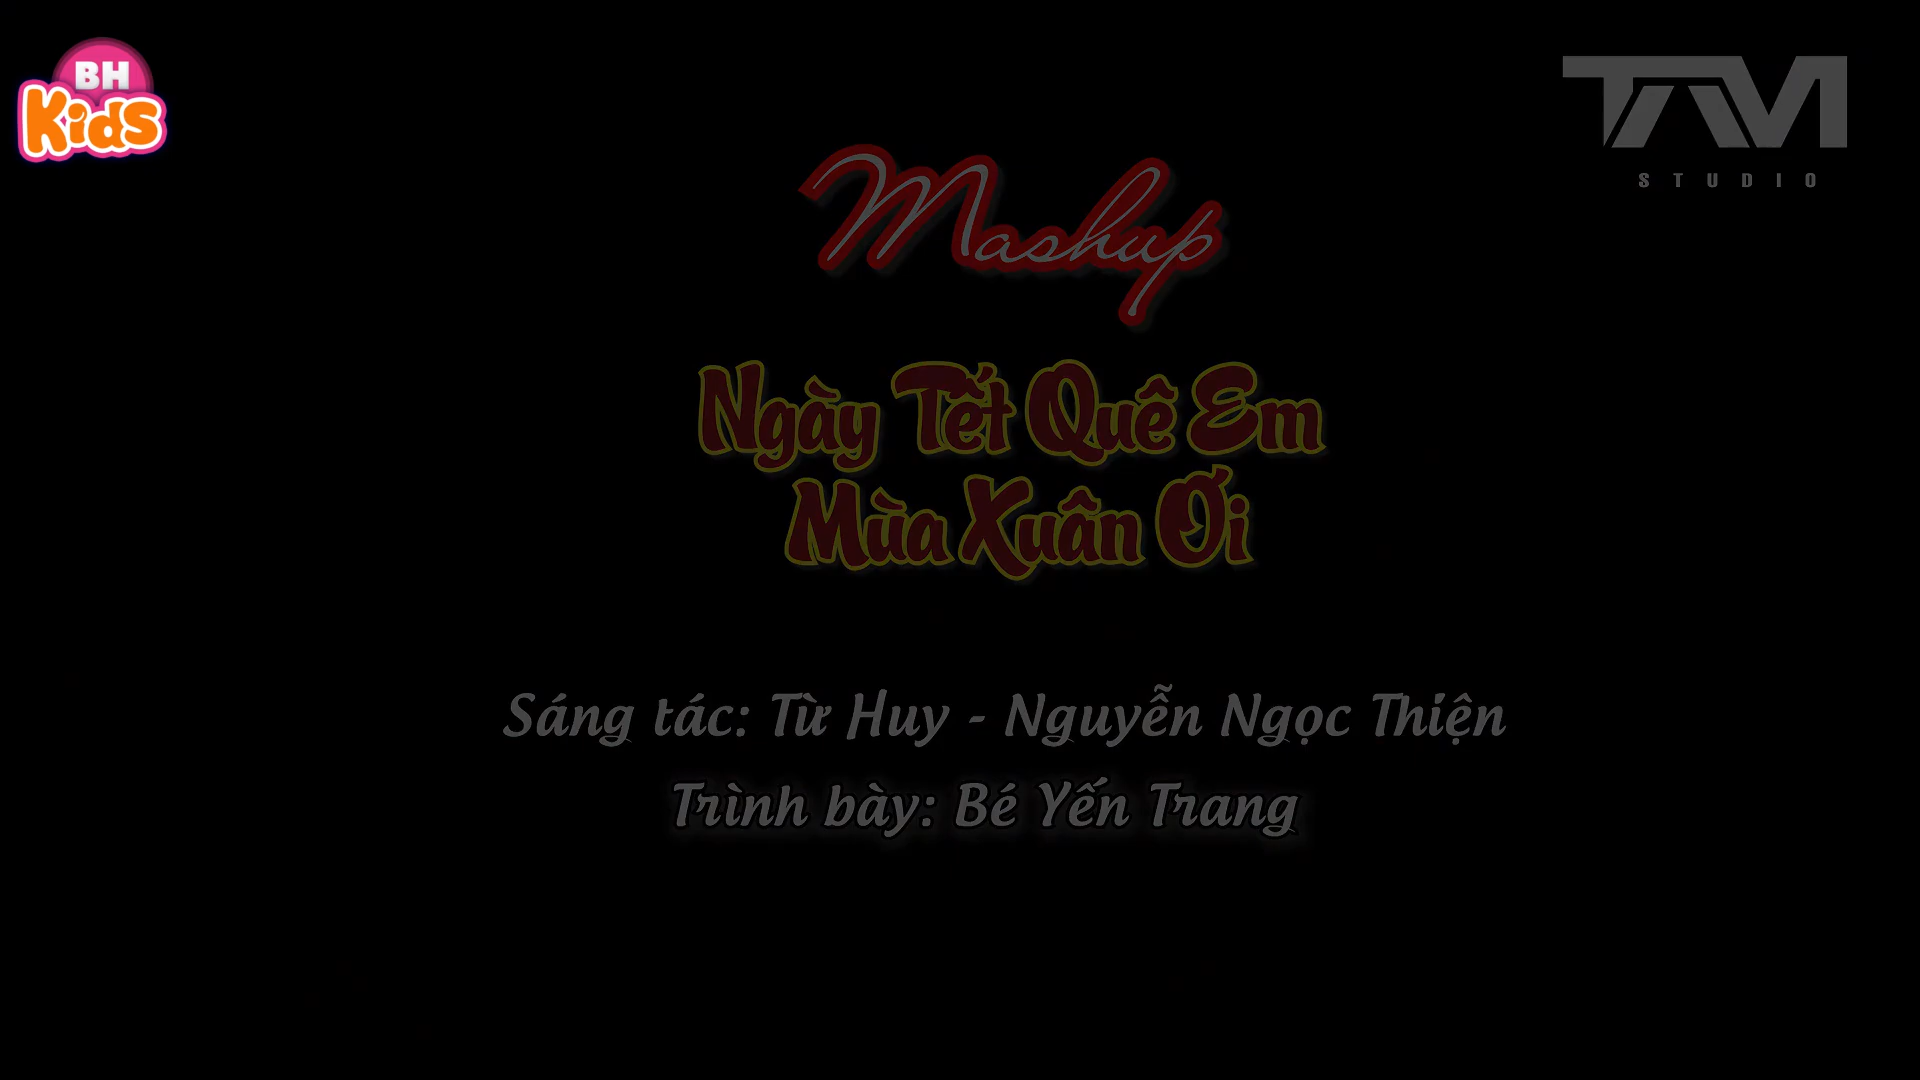 BH
Kids
TAM
STUDIO
Mashup
Ngày Tết Quê Em
Mùa Xuân Ơi
Sáng tác: Từ Huy - Nguyễn Ngọc Thiện
Trình bày: Bé Yến Trang